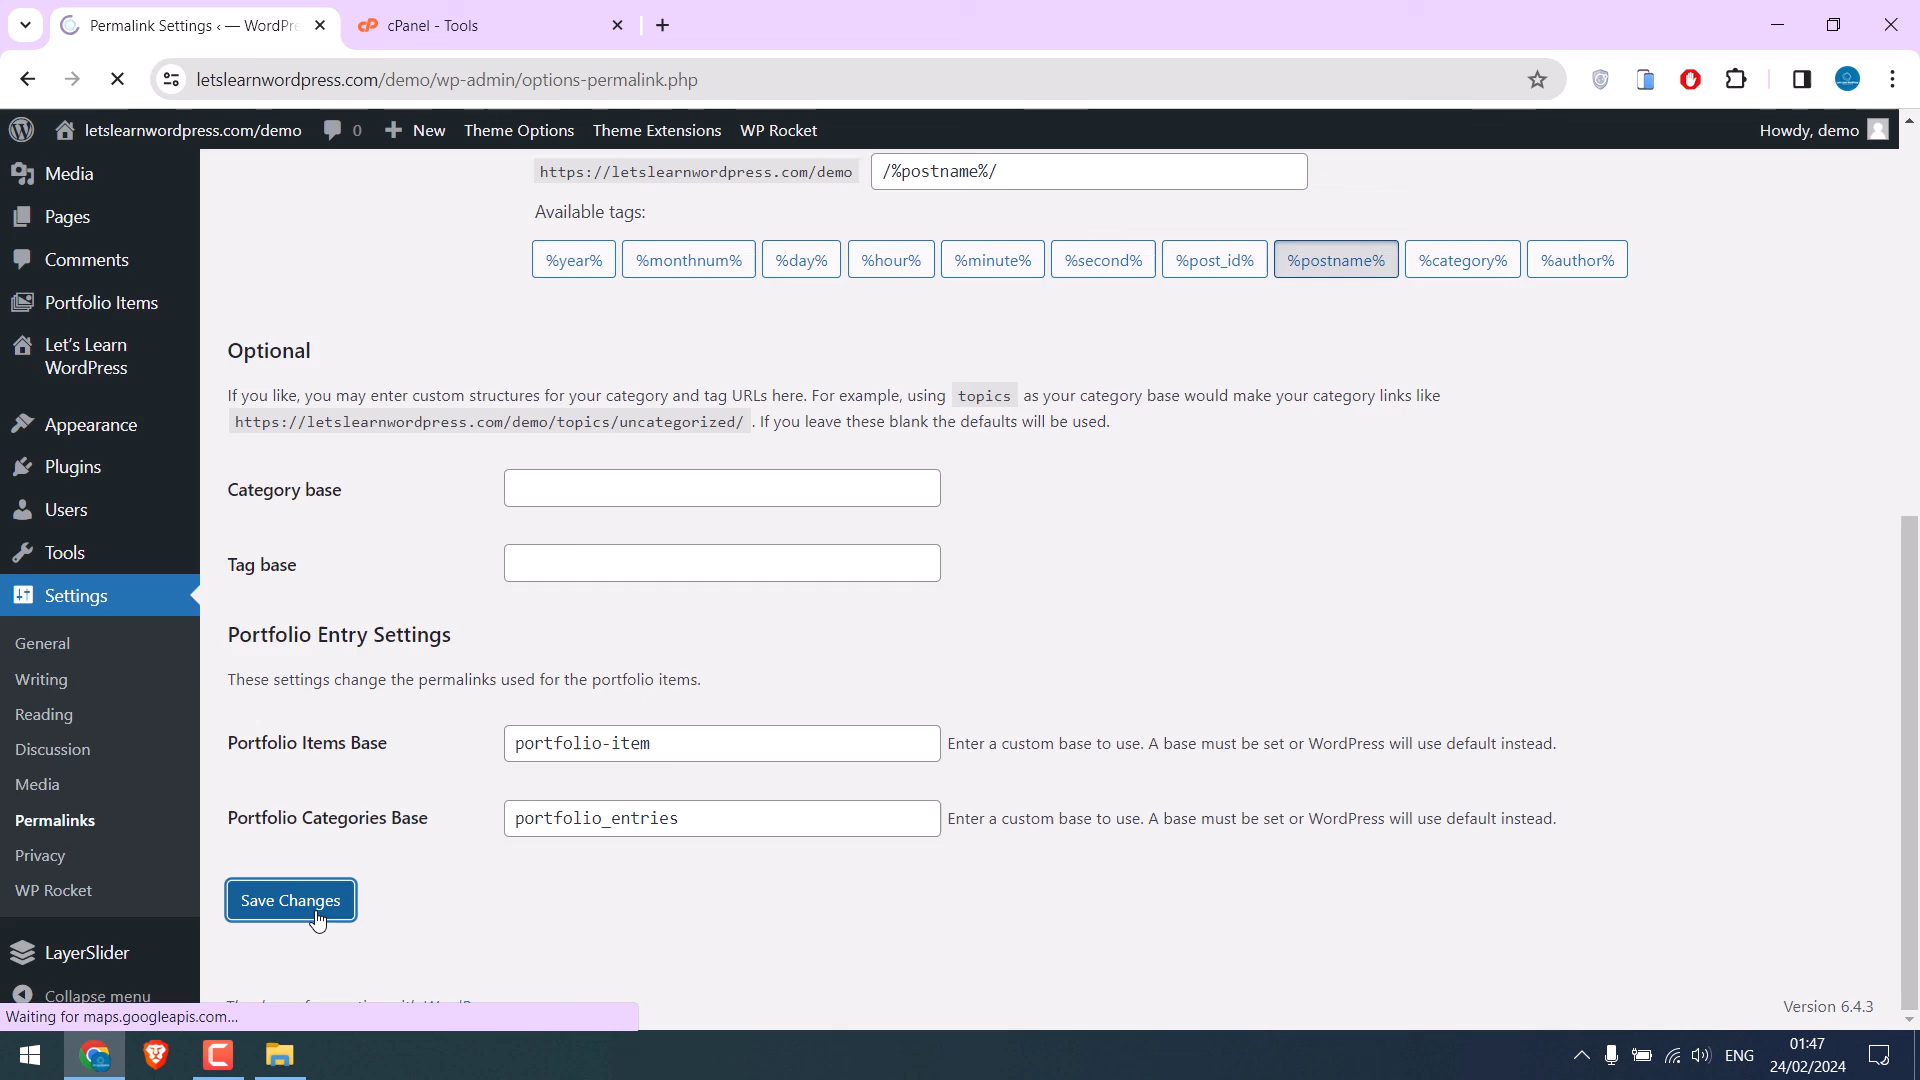 Permalink Settings ‹ — WordPre
cPanel - Tools
letslearnwordpress.com/demo/wp-admin/options-permalink.php
letslearnwordpress.com/demo
0
New
Theme Options
Theme Extensions
WP Rocket
Howdy, demo
Media
Pages
Comments
Portfolio Items
Let's Learn
WordPress
Appearance
Plugins
Users
Tools
Settings
General
Writing
Reading
Discussion
Media
Permalinks
Privacy
WP Rocket
LayerSlider
Collapse menu
https://letslearnwordpress.com/demo
/%postname%/
Available tags:
%year%
%monthnum%
%day%
%hour%
%minute%
%second%
%post_id%
%postname%
%category%
%author%
Optional
If you like, you may enter custom structures for your category and tag URLs here. For example, using topics as your category base would make your category links like
https://letslearnwordpress.com/demo/topics/uncategorized/ . If you leave these blank the defaults will be used.
Category base
Tag base
Portfolio Entry Settings
These settings change the permalinks used for the portfolio items.
Portfolio Items Base
portfolio-item
Enter a custom base to use. A base must be set or WordPress will use default instead.
Portfolio Categories Base
portfolio_entries
Enter a custom base to use. A base must be set or WordPress will use default instead.
Save Changes
Version 6.4.3
Waiting for maps.googleapis.com...
ENG
01:47
24/02/2024